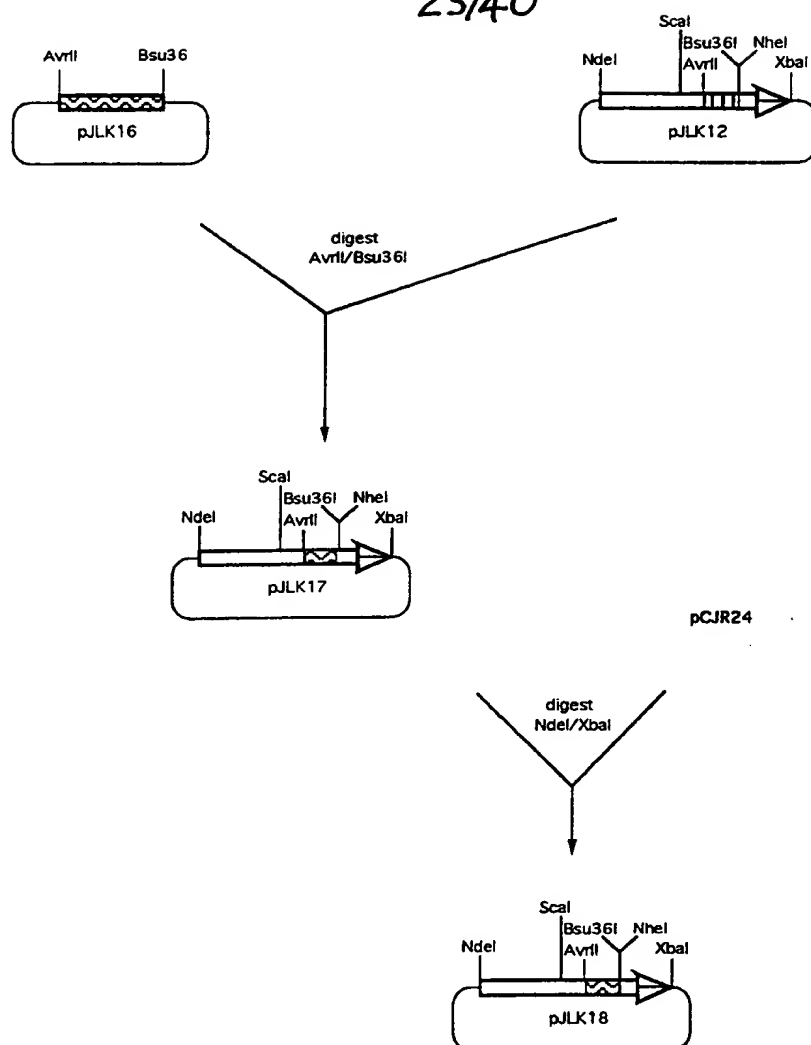 23/40
AvrII Bsu36
pJLK16
ScaI
Bsu36I NheI
NdeI AvrII XbaI
pJLK12
digest
AvrII/Bsu36I
ScaI
Bsu36I NheI
NdeI AvrII XbaI
pJLK17
pCJR24
digest
NdeI/XbaI
ScaI
Bsu36I NheI
NdeI AvrII XbaI
pJLK18